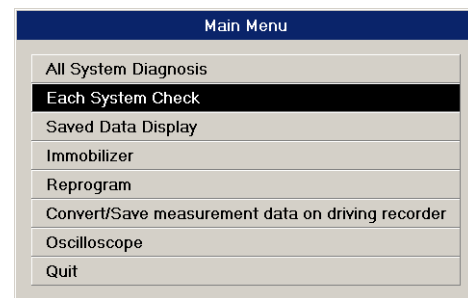 Main Menu
All System Diagnosis
Each System Check
Saved Data Display
Immobilizer
Reprogram
Convert/Save measurement data on driving recorder
Oscilloscope
Quit